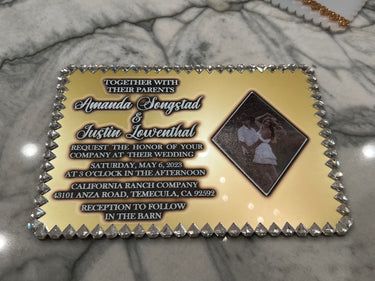 TOGETHER WITH
THEIR PARENTS
Amanda Songstad
&
Justin Lowenthal
REQUEST THE HONOR OF YOUR
COMPANY AT THEIR WEDDING
SATURDAY, MAY 6, 2023
AT 3 O'CLOCK IN THE AFTERNOON
CALIFORNIA RANCH COMPANY
43101 ANZA ROAD, TEMECULA, CA 92592
RECEPTION TO FOLLOW
IN THE BARN